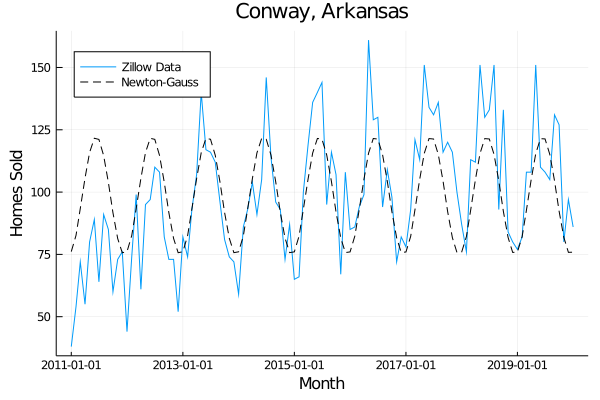 Conway, Arkansas
Zillow Data
Newton-Gauss
150
125
100
75
50
Homes Sold
2011-01-01 2013-01-01 2015-01-01 2017-01-01 2019-01-01
Month